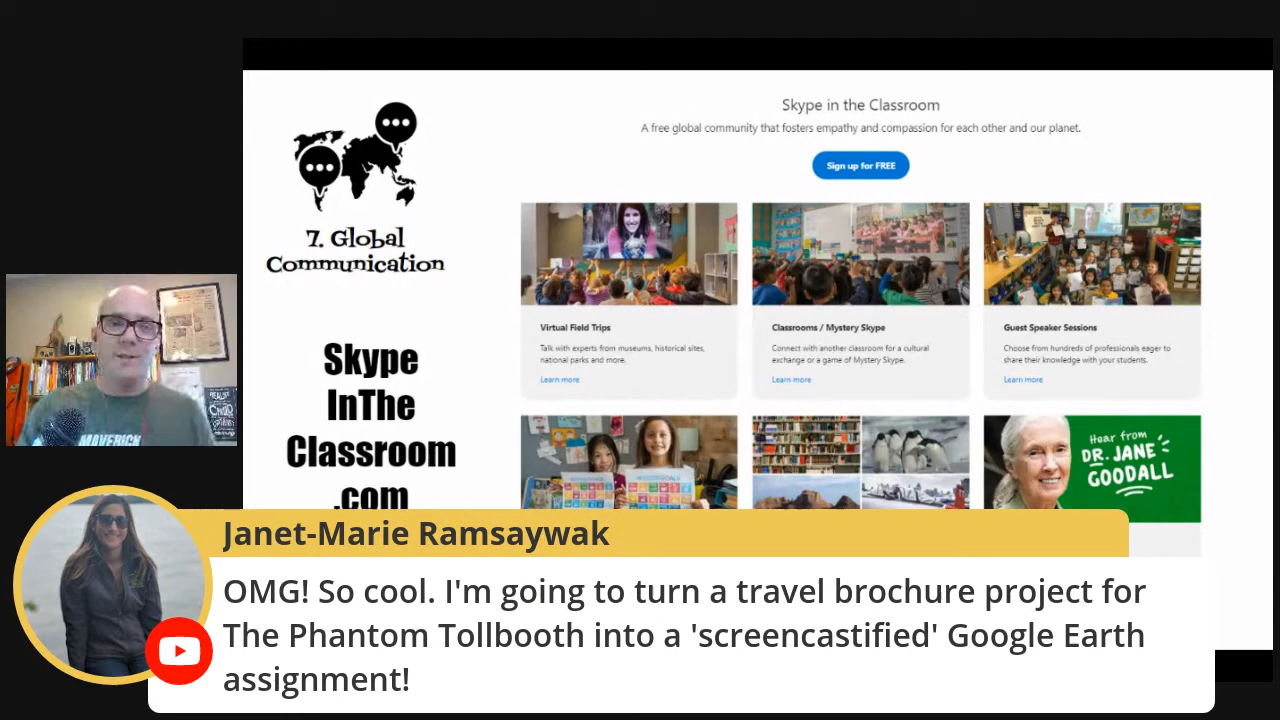 Skype in the Classroom
A free global community that fosters empathy and compassion for each other and our planet.
Sign up for FREE
7. Global
Communication
Skype
InThe
Classroom
.com
Virtual Field Trips
Talk with experts from museums, historical sites,
national parks and more.
Learn more
Classrooms / Mystery Skype
Connect with another classroom for a cultural
exchange or a game of Mystery Skype.
Learn more
Guest Speaker Sessions
Choose from hundreds of professionals eager to
share their knowledge with your students.
Learn more
Hear from
DR. JANE
GOODALL
MAVERICK
Janet-Marie Ramsaywak
OMG! So cool. I'm going to turn a travel brochure project for
The Phantom Tollbooth into a 'screencastified' Google Earth
assignment!